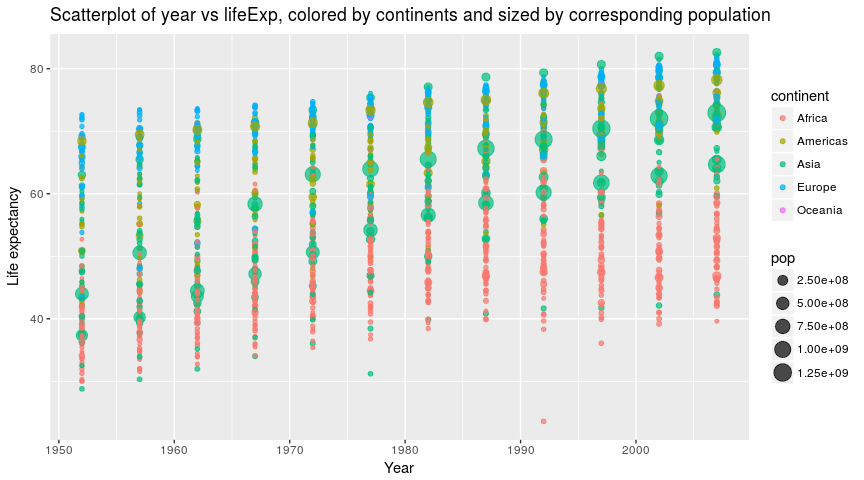 Scatterplot of year vs lifeExp, colored by continents and sized by corresponding population
80
60
40
Life expectancy
1950 1960 1970 1980 1990 2000
Year
continent
Africa
Americas
Asia
Europe
Oceania
pop
2.50e+08
5.00e+08
7.50e+08
1.00e+09
1.25e+09